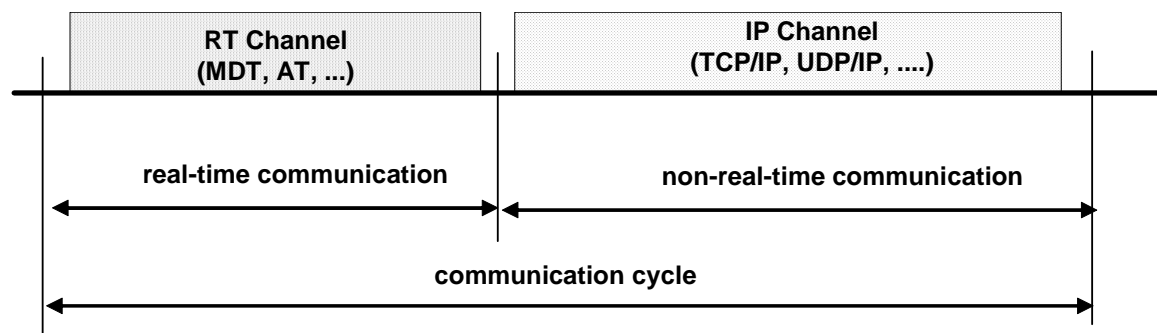 RT Channel
(MDT, AT, ...)
IP Channel
(TCP/IP, UDP/IP, ....)
real-time communication
non-real-time communication
communication cycle